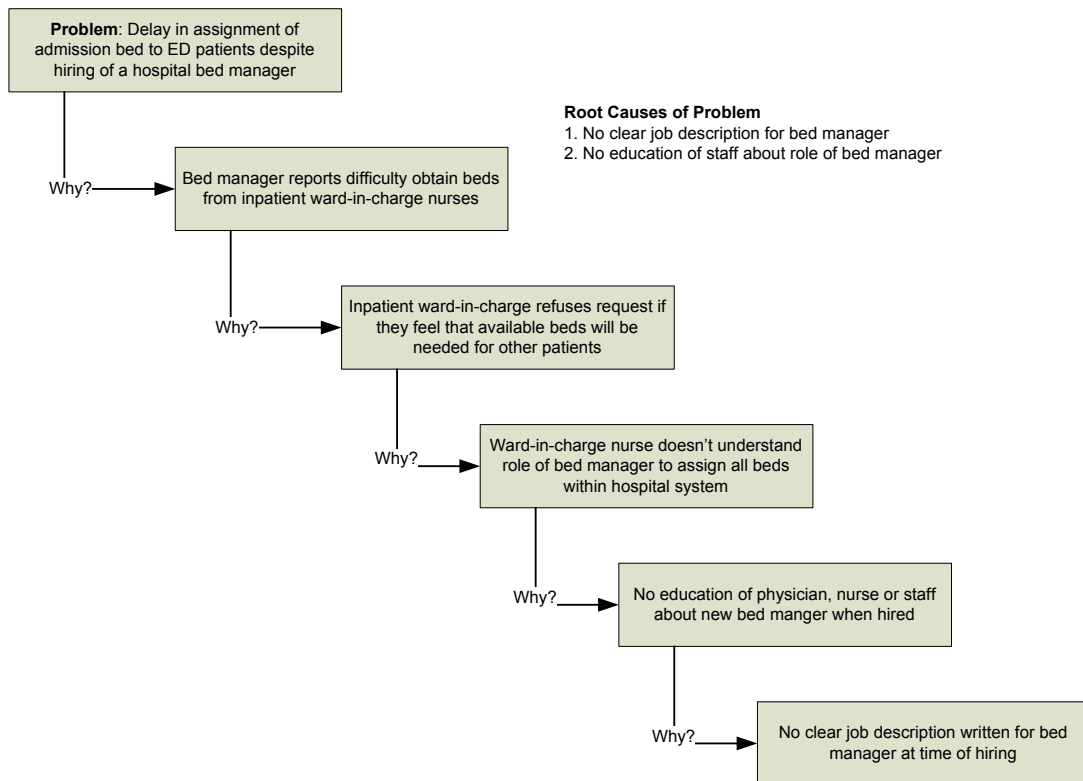 Problem: Delay in assignment of
admission bed to ED patients despite
hiring of a hospital bed manager
Root Causes of Problem
1. No clear job description for bed manager
2. No education of staff about role of bed manager
Why?
Bed manager reports difficulty obtain beds
from inpatient ward-in-charge nurses
Why?
Inpatient ward-in-charge refuses request if
they feel that available beds will be
needed for other patients
Why?
Ward-in-charge nurse doesn’t understand
role of bed manager to assign all beds
within hospital system
Why?
No education of physician, nurse or staff
about new bed manger when hired
Why?
No clear job description written for bed
manager at time of hiring